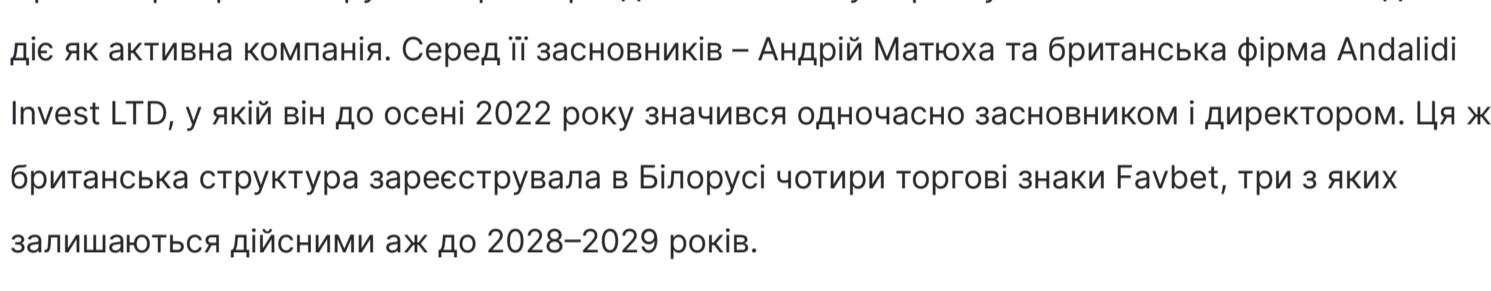 діє як активна компанія. Серед її засновників – Андрій Матюха та британська фірма Andalidi
Invest LTD, у якій він до осені 2022 року значився одночасно засновником і директором. Ця ж
британська структура зареєструвала в Білорусі чотири торгові знаки Favbet, три з яких
залишаються дійсними аж до 2028–2029 років.